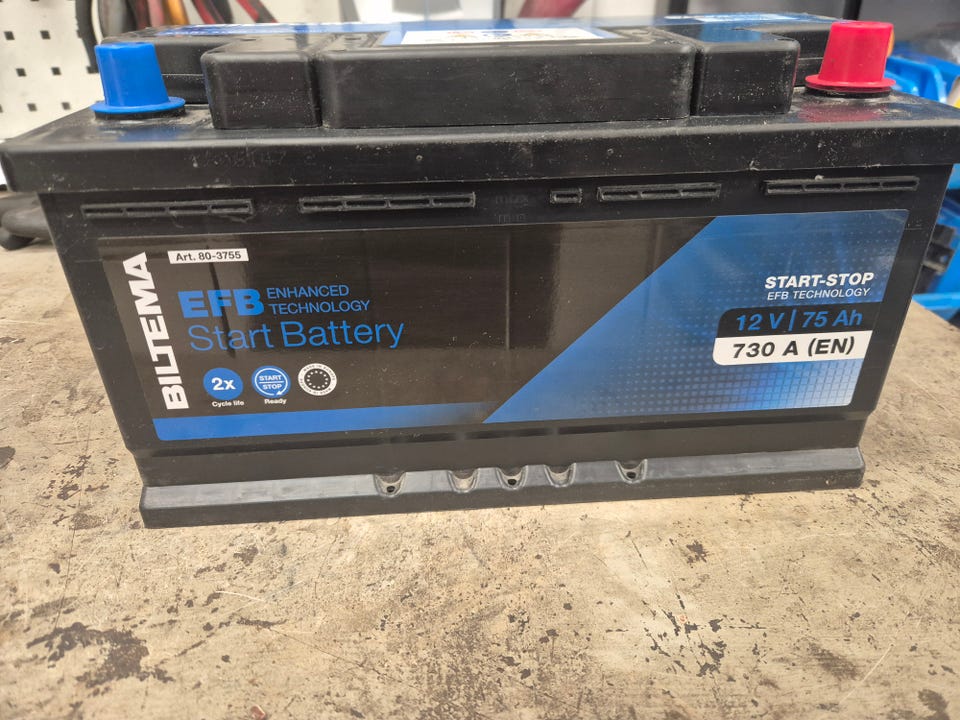 BILTEMA
Art. 80-3755
EFB ENHANCED
TECHNOLOGY
Start Battery
2x
Cycle life
START
STOP
Ready
START-STOP
EFB TECHNOLOGY
12 V | 75 Ah
730 A (EN)